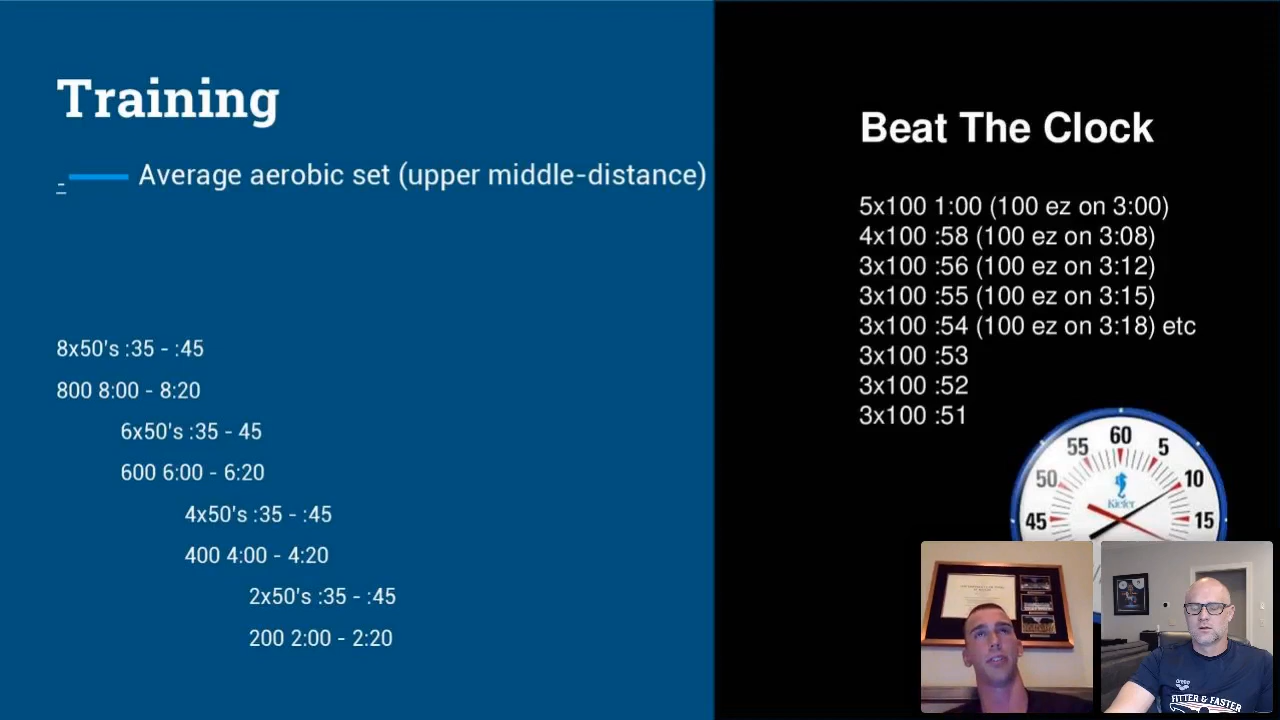 Training
- Average aerobic set (upper middle-distance)
8x50's :35 - :45
800 8:00 - 8:20
6x50's :35 - 45
600 6:00 - 6:20
4x50's :35 - :45
400 4:00 - 4:20
2x50's :35 - :45
200 2:00 - 2:20
Beat The Clock
5x100 1:00 (100 ez on 3:00)
4x100 :58 (100 ez on 3:08)
3x100 :56 (100 ez on 3:12)
3x100 :55 (100 ez on 3:15)
3x100 :54 (100 ez on 3:18) etc
3x100 :53
3x100 :52
3x100 :51
60
55 5
50 10
Kiefer
45 15
arena
FITTER & FASTER